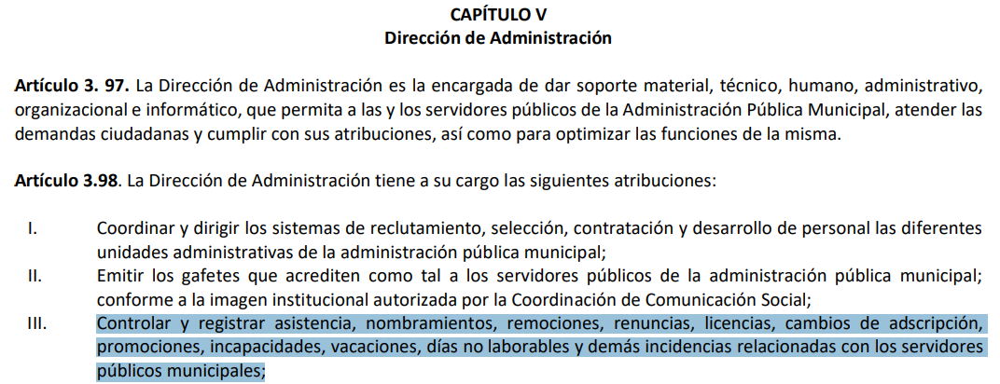 CAPÍTULO V
Dirección de Administración
Artículo 3. 97. La Dirección de Administración es la encargada de dar soporte material, técnico, humano, administrativo,
organizacional e informático, que permita a las y los servidores públicos de la Administración Pública Municipal, atender las
demandas ciudadanas y cumplir con sus atribuciones, así como para optimizar las funciones de la misma.
Artículo 3.98. La Dirección de Administración tiene a su cargo las siguientes atribuciones:
I. Coordinar y dirigir los sistemas de reclutamiento, selección, contratación y desarrollo de personal las diferentes
unidades administrativas de la administración pública municipal;
II. Emitir los gafetes que acrediten como tal a los servidores públicos de la administración pública municipal;
conforme a la imagen institucional autorizada por la Coordinación de Comunicación Social;
III. Controlar y registrar asistencia, nombramientos, remociones, renuncias, licencias, cambios de adscripción,
promociones, incapacidades, vacaciones, días no laborables y demás incidencias relacionadas con los servidores
públicos municipales;